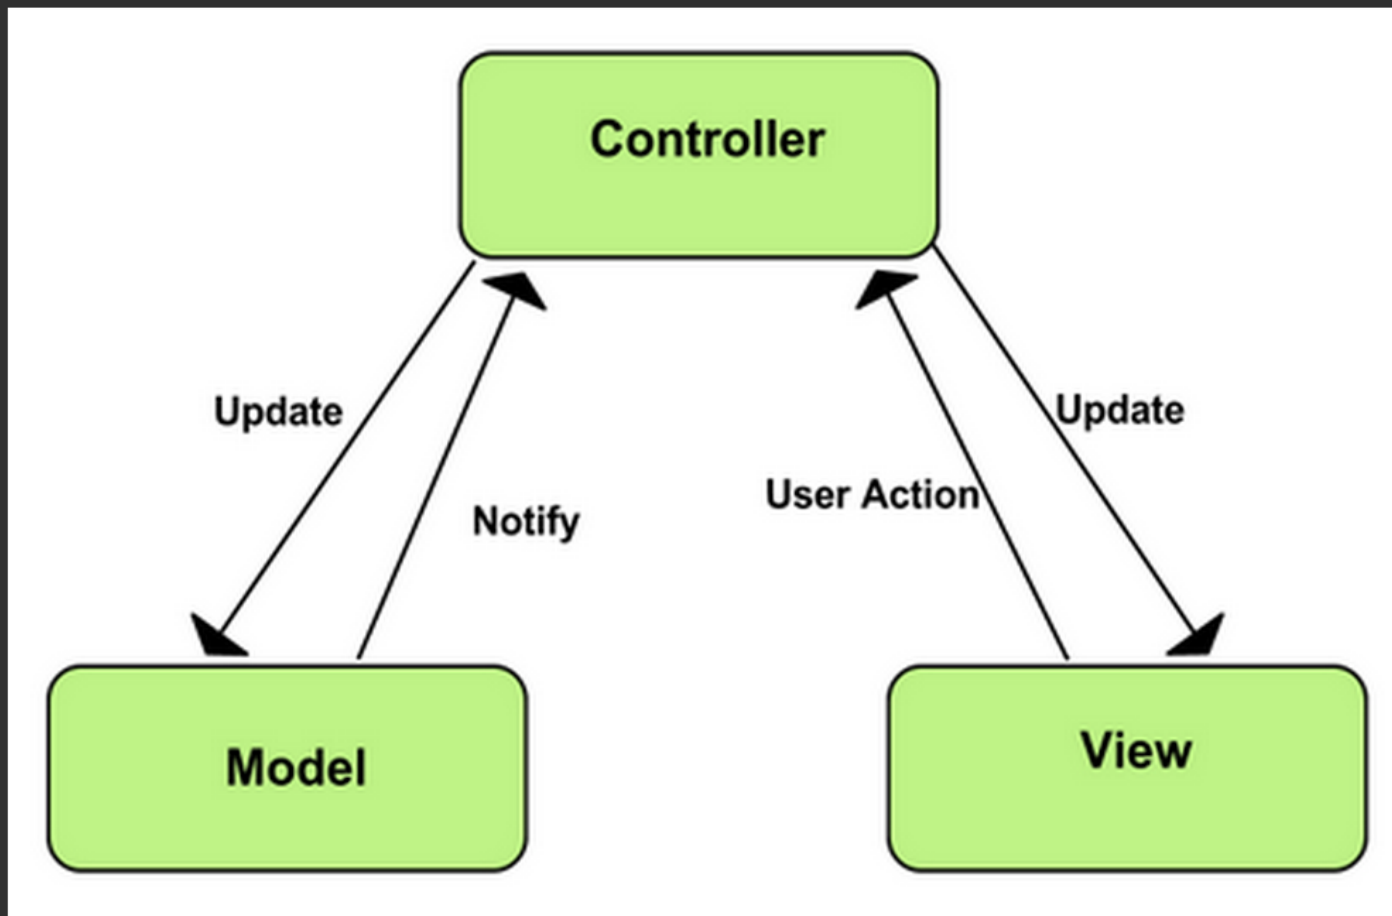 Controller
Update
Update
User Action
Notify
Model
View